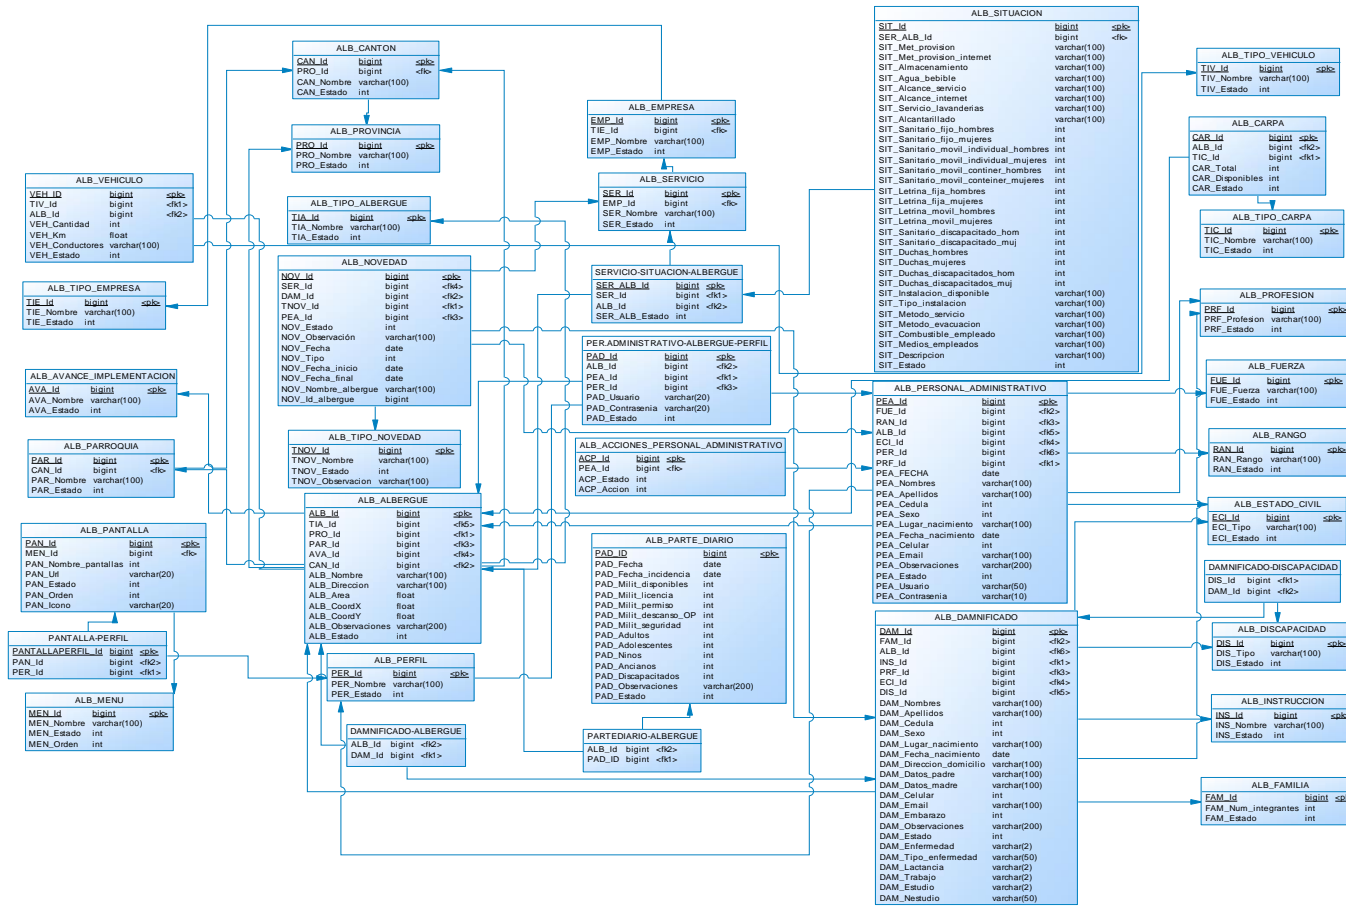 ALB_CANTON
CAN_Id bigint <pk>
PRO_Id bigint <fk>
CAN_Nombre varchar(100)
CAN_Estado int
ALB_PROVINCIA
PRO_Id bigint <pk>
PRO_Nombre varchar(100)
PRO_Estado int
ALB_VEHICULO
VEH_ID bigint <pk>
TIV_Id bigint <fk1>
ALB_Id bigint <fk2>
VEH_Cantidad int
VEH_Km float
VEH_Conductores varchar(100)
VEH_Estado int
ALB_TIPO_ALBERGUE
TIA_Id bigint <pk>
TIA_Nombre varchar(100)
TIA_Estado int
ALB_TIPO_EMPRESA
TIE_Id bigint <pk>
TIE_Nombre varchar(100)
TIE_Estado int
ALB_NOVEDAD
NOV_Id bigint <pk>
SER_Id bigint <fk4>
DAM_Id bigint <fk2>
TNOV_Id bigint <fk1>
PEA_Id bigint <fk3>
NOV_Estado int
NOV_Observación varchar(100)
NOV_Fecha date
NOV_Tipo int
NOV_Fecha_inicio date
NOV_Fecha_final date
NOV_Nombre_albergue varchar(100)
NOV_Id_albergue bigint
ALB_AVANCE_IMPLEMENTACION
AVA_Id bigint <pk>
AVA_Nombre varchar(100)
AVA_Estado int
ALB_PARROQUIA
PAR_Id bigint <pk>
CAN_Id bigint <fk>
PAR_Nombre varchar(100)
PAR_Estado int
ALB_TIPO_NOVEDAD
TNOV_Id bigint <pk>
TNOV_Nombre varchar(100)
TNOV_Estado int
TNOV_Observacion varchar(100)
ALB_ALBERGUE
ALB_Id bigint <pk>
TIA_Id bigint <fk5>
PRO_Id bigint <fk1>
PAR_Id bigint <fk3>
AVA_Id bigint <fk4>
CAN_Id bigint <fk2>
ALB_Nombre varchar(100)
ALB_Direccion varchar(100)
ALB_Area float
ALB_CoordX float
ALB_CoordY float
ALB_Observaciones varchar(200)
ALB_Estado int
ALB_PANTALLA
PAN_Id bigint <pk>
MEN_Id bigint <fk>
PAN_Nombre_pantallas int
PAN_Url varchar(20)
PAN_Estado int
PAN_Orden int
PAN_Icono varchar(20)
PANTALLA-PERFIL
PANTALLAPERFIL_Id bigint <pk>
PAN_Id bigint <fk2>
PER_Id bigint <fk1>
ALB_MENU
MEN_Id bigint <pk>
MEN_Nombre varchar(100)
MEN_Estado int
MEN_Orden int
ALB_PERFIL
PER_Id bigint <pk>
PER_Nombre varchar(100)
PER_Estado int
DAMNIFICADO-ALBERGUE
ALB_Id bigint <fk2>
DAM_Id bigint <fk1>
ALB_EMPRESA
EMP_Id bigint <pk>
TIE_Id bigint <fk>
EMP_Nombre varchar(100)
EMP_Estado int
ALB_SERVICIO
SER_Id bigint <pk>
EMP_Id bigint <fk>
SER_Nombre varchar(100)
SER_Estado int
SERVICIO-SITUACION-ALBERGUE
SER_ALB_Id bigint <pk>
SER_Id bigint <fk1>
ALB_Id bigint <fk2>
SER_ALB_Estado int
PER.ADMINISTRATIVO-ALBERGUE-PERFIL
PAD_Id bigint <pk>
ALB_Id bigint <fk2>
PEA_Id bigint <fk1>
PER_Id bigint <fk3>
PAD_Usuario varchar(20)
PAD_Contrasenia varchar(20)
PAD_Estado int
ALB_ACCIONES_PERSONAL_ADMINISTRATIVO
ACP_Id bigint <pk>
PEA_Id bigint <fk>
ACP_Estado int
ACP_Accion int
ALB_PARTE_DIARIO
PAD_ID bigint <pk>
PAD_Fecha date
PAD_Fecha_incidencia date
PAD_Milit_disponibles int
PAD_Milit_licencia int
PAD_Milit_permiso int
PAD_Milit_descanso_OP int
PAD_Milit_seguridad int
PAD_Adultos int
PAD_Adolescentes int
PAD_Ninos int
PAD_Ancianos int
PAD_Discapacitados int
PAD_Observaciones varchar(200)
PAD_Estado int
PARTEDIARIO-ALBERGUE
ALB_Id bigint <fk2>
PAD_ID bigint <fk1>
ALB_SITUACION
SIT_Id bigint <pk>
SER_ALB_Id bigint <fk>
SIT_Met_provision varchar(100)
SIT_Met_provision_internet varchar(100)
SIT_Almacenamiento varchar(100)
SIT_Agua_bebible varchar(100)
SIT_Alcance_servicio varchar(100)
SIT_Alcance_internet varchar(100)
SIT_Servicio_lavanderias varchar(100)
SIT_Alcantarillado varchar(100)
SIT_Sanitario_fijo_hombres int
SIT_Sanitario_fijo_mujeres int
SIT_Sanitario_movil_individual_hombres int
SIT_Sanitario_movil_individual_mujeres int
SIT_Sanitario_movil_continer_hombres int
SIT_Sanitario_movil_conteiner_mujeres int
SIT_Letrina_fija_hombres int
SIT_Letrina_fija_mujeres int
SIT_Letrina_movil_hombres int
SIT_Letrina_movil_mujeres int
SIT_Sanitario_discapacitado_hom int
SIT_Sanitario_discapacitado_muj int
SIT_Duchas_hombres int
SIT_Duchas_mujeres int
SIT_Duchas_discapacitados_hom int
SIT_Duchas_discapacitados_muj int
SIT_Instalacion_disponible varchar(100)
SIT_Tipo_instalacion varchar(100)
SIT_Metodo_servicio varchar(100)
SIT_Metodo_evacuacion varchar(100)
SIT_Combustible_empleado varchar(100)
SIT_Medios_empleados varchar(100)
SIT_Descripcion varchar(100)
SIT_Estado int
ALB_PERSONAL_ADMINISTRATIVO
PEA_Id bigint <pk>
FUE_Id bigint <fk2>
RAN_Id bigint <fk3>
ALB_Id bigint <fk5>
ECI_Id bigint <fk4>
PER_Id bigint <fk6>
PRF_Id bigint <fk1>
PEA_FECHA date
PEA_Nombres varchar(100)
PEA_Apellidos varchar(100)
PEA_Cedula int
PEA_Sexo int
PEA_Lugar_nacimiento varchar(100)
PEA_Fecha_nacimiento date
PEA_Celular int
PEA_Email varchar(100)
PEA_Observaciones varchar(200)
PEA_Estado int
PEA_Usuario varchar(50)
PEA_Contrasenia varchar(10)
ALB_DAMNIFICADO
DAM_Id bigint <pk>
FAM_Id bigint <fk2>
ALB_Id bigint <fk6>
INS_Id bigint <fk1>
PRF_Id bigint <fk3>
ECI_Id bigint <fk4>
DIS_Id bigint <fk5>
DAM_Nombres varchar(100)
DAM_Apellidos varchar(100)
DAM_Cedula int
DAM_Sexo int
DAM_Lugar_nacimiento varchar(100)
DAM_Fecha_nacimiento date
DAM_Direccion_domicilio varchar(100)
DAM_Datos_padre varchar(100)
DAM_Datos_madre varchar(100)
DAM_Celular int
DAM_Email varchar(100)
DAM_Embarazo int
DAM_Observaciones varchar(200)
DAM_Estado int
DAM_Enfermedad varchar(2)
DAM_Tipo_enfermedad varchar(50)
DAM_Lactancia varchar(2)
DAM_Trabajo varchar(2)
DAM_Estudio varchar(2)
DAM_Nestudio varchar(50)
ALB_TIPO_VEHICULO
TIV_Id bigint <pk>
TIV_Nombre varchar(100)
TIV_Estado int
ALB_CARPA
CAR_Id bigint <pk>
ALB_Id bigint <fk2>
TIC_Id bigint <fk1>
CAR_Total int
CAR_Disponibles int
CAR_Estado int
ALB_TIPO_CARPA
TIC_Id bigint <pk>
TIC_Nombre varchar(100)
TIC_Estado int
ALB_PROFESION
PRF_Id bigint <pk>
PRF_Profesion varchar(100)
PRF_Estado int
ALB_FUERZA
FUE_Id bigint <pk>
FUE_Fuerza varchar(100)
FUE_Estado int
ALB_RANGO
RAN_Id bigint <pk>
RAN_Rango varchar(100)
RAN_Estado int
ALB_ESTADO_CIVIL
ECI_Id bigint <pk>
ECI_Tipo varchar(100)
ECI_Estado int
DAMNIFICADO-DISCAPACIDAD
DIS_Id bigint <fk1>
DAM_Id bigint <fk2>
ALB_DISCAPACIDAD
DIS_Id bigint <pk>
DIS_Tipo varchar(100)
DIS_Estado int
ALB_INSTRUCCION
INS_Id bigint <pk
INS_Nombre varchar(100)
INS_Estado int
ALB_FAMILIA
FAM_Id bigint <p
FAM_Num_integrantes int
FAM_Estado int